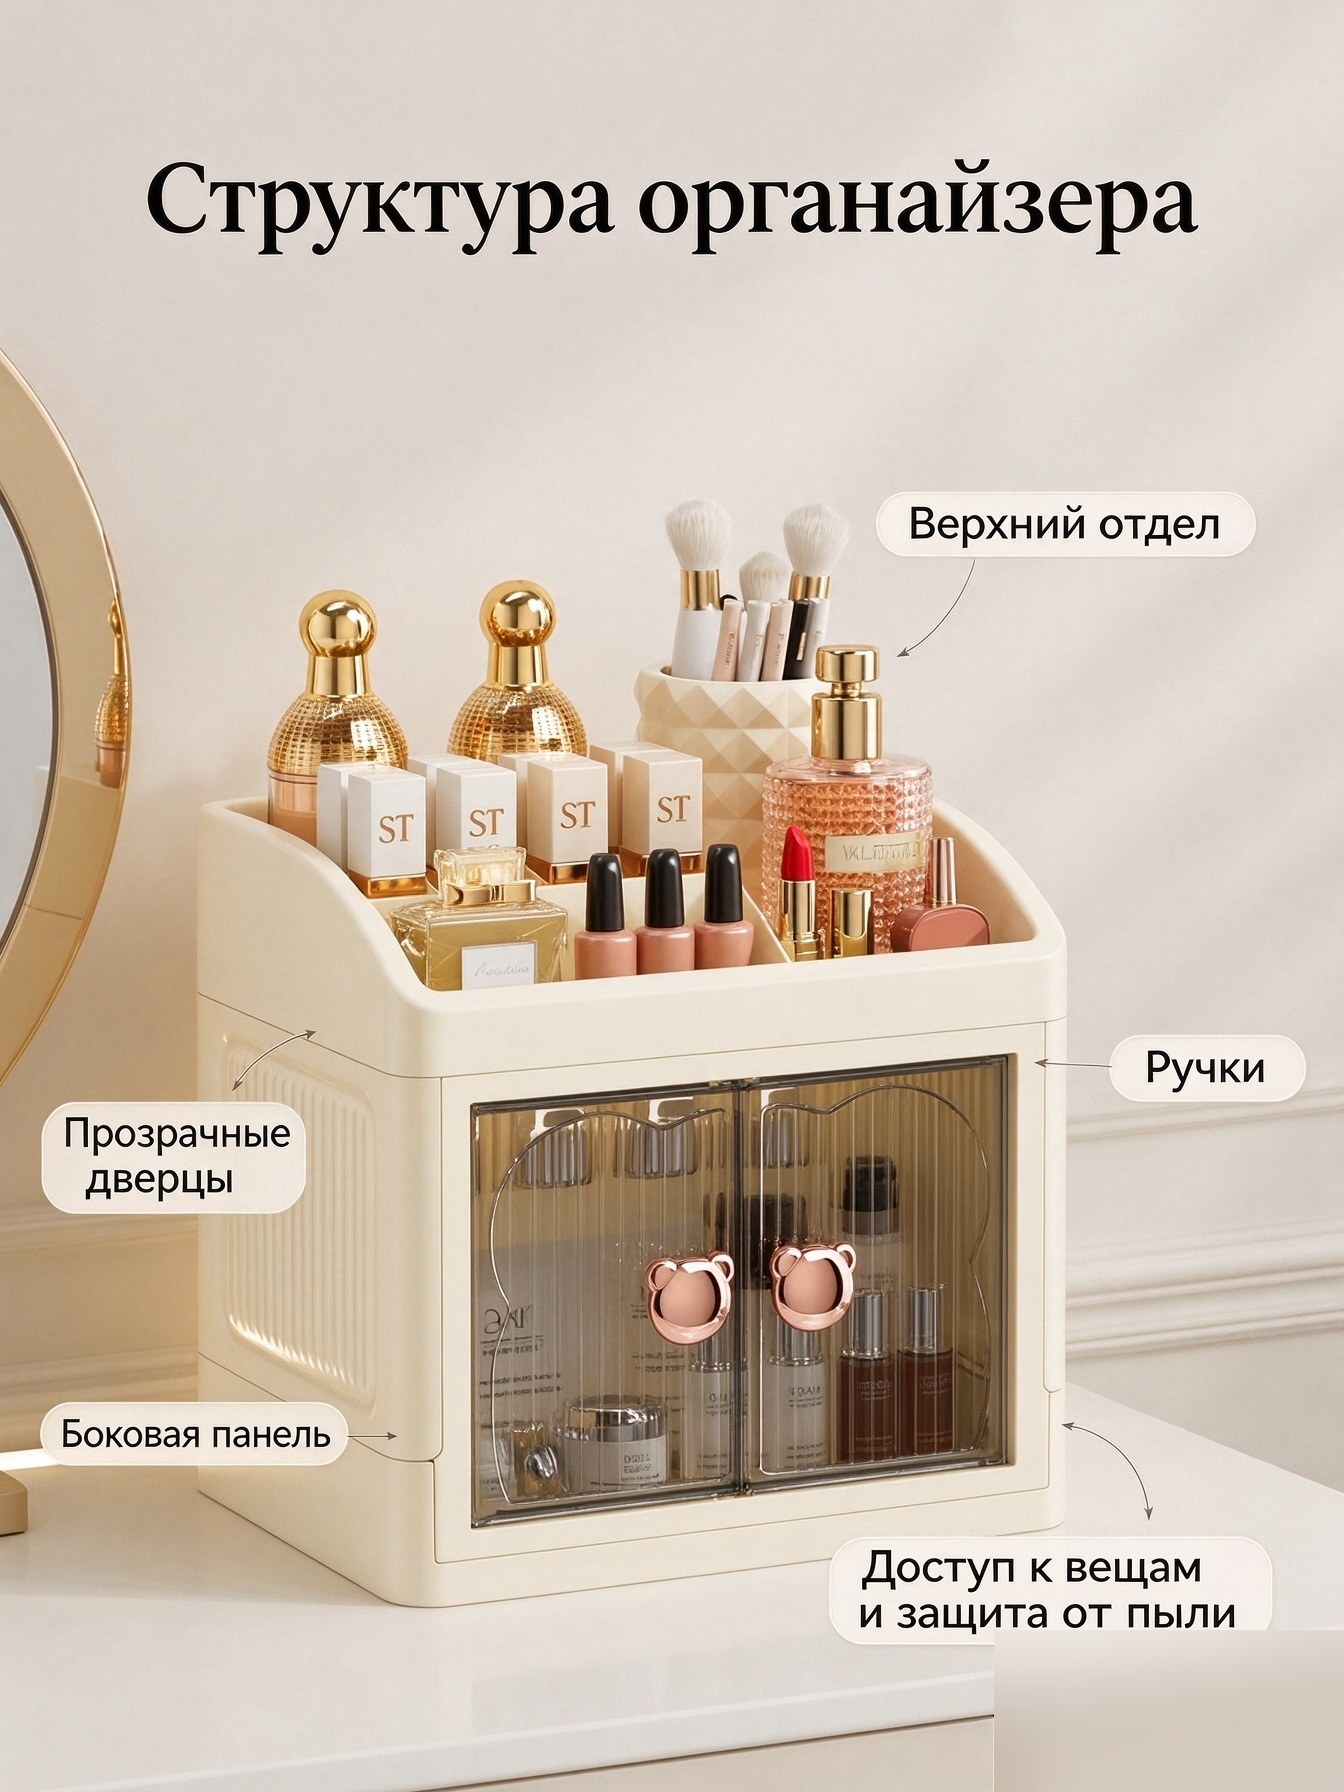 Структура органайзера
Верхний отдел
ST
ST
ST
ST
Ручки
Прозрачные
дверцы
Боковая панель
Доступ к вещам
и защита от пыли